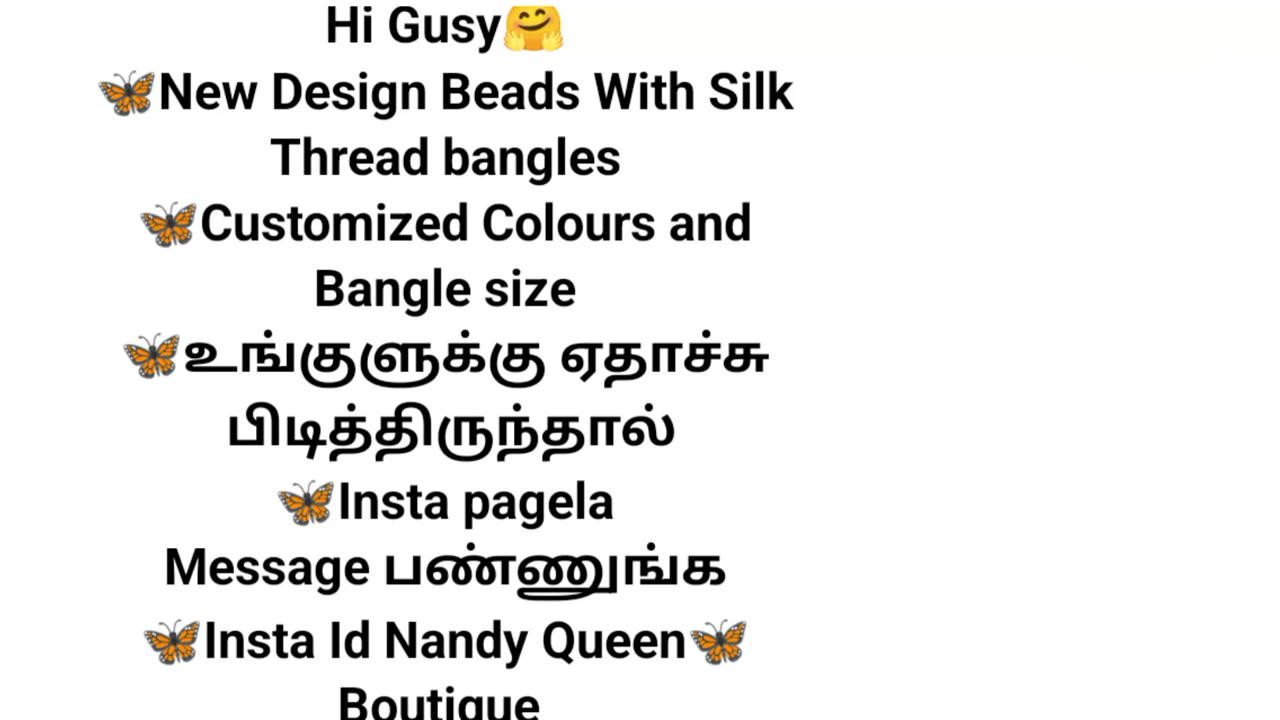 Hi Gusy🤗
🦋New Design Beads With Silk
Thread bangles
🦋Customized Colours and
Bangle size
🦋உங்குளுக்கு ஏதாச்சு
பிடித்திருந்தால்
🦋Insta pagela
Message பண்ணுங்க
🦋Insta Id Nandy Queen🦋
Boutique